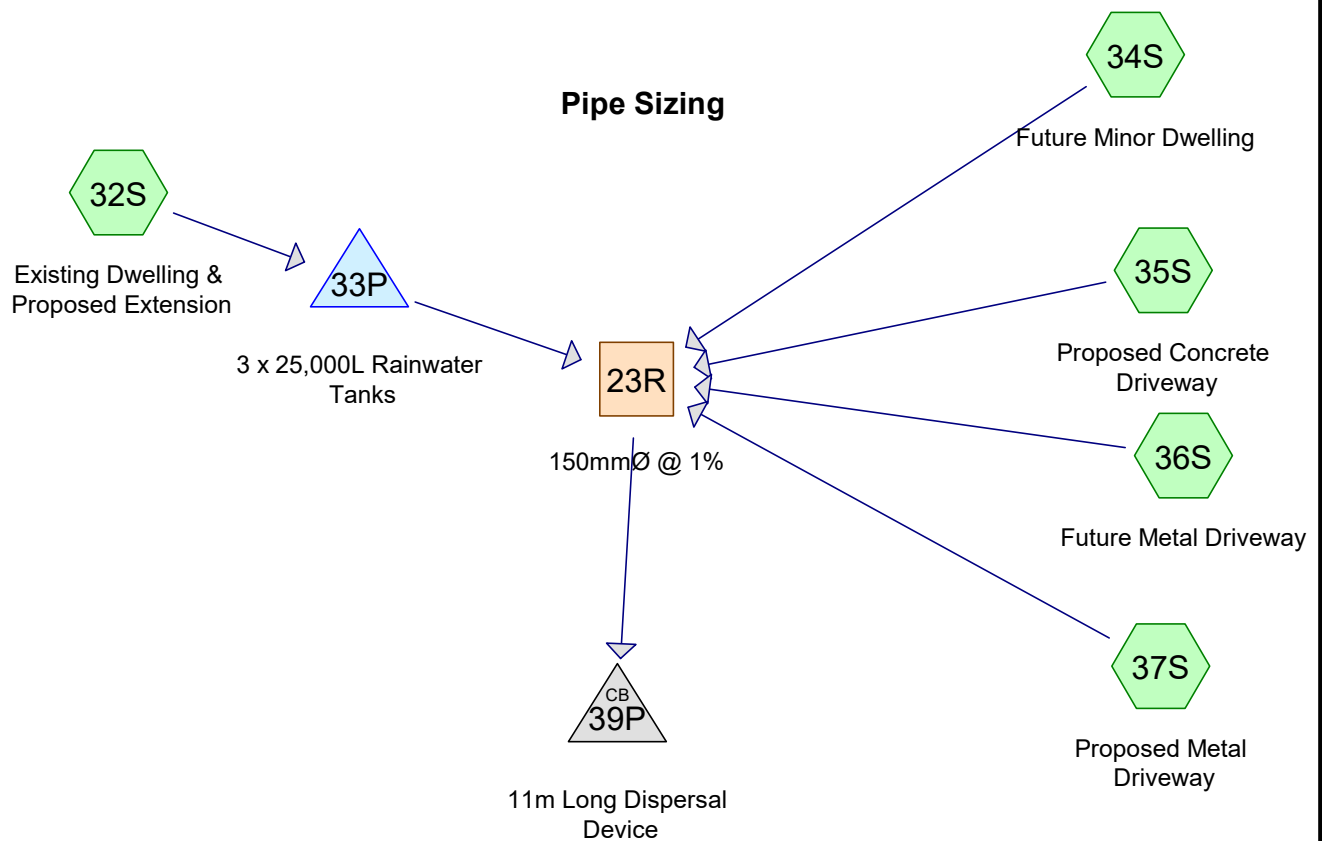 Pipe Sizing
32S
Existing Dwelling &
Proposed Extension
33P
3 x 25,000L Rainwater
Tanks
34S
Future Minor Dwelling
35S
Proposed Concrete
Driveway
23R
150mmØ @ 1%
36S
Future Metal Driveway
37S
Proposed Metal
Driveway
CB
39P
11m Long Dispersal
Device